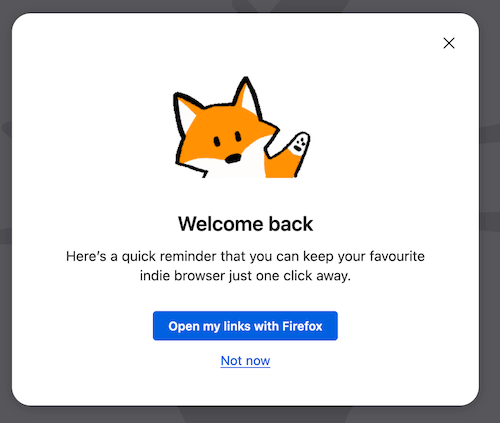 Welcome back
Here's a quick reminder that you can keep your favourite
indie browser just one click away.
Open my links with Firefox
Not now